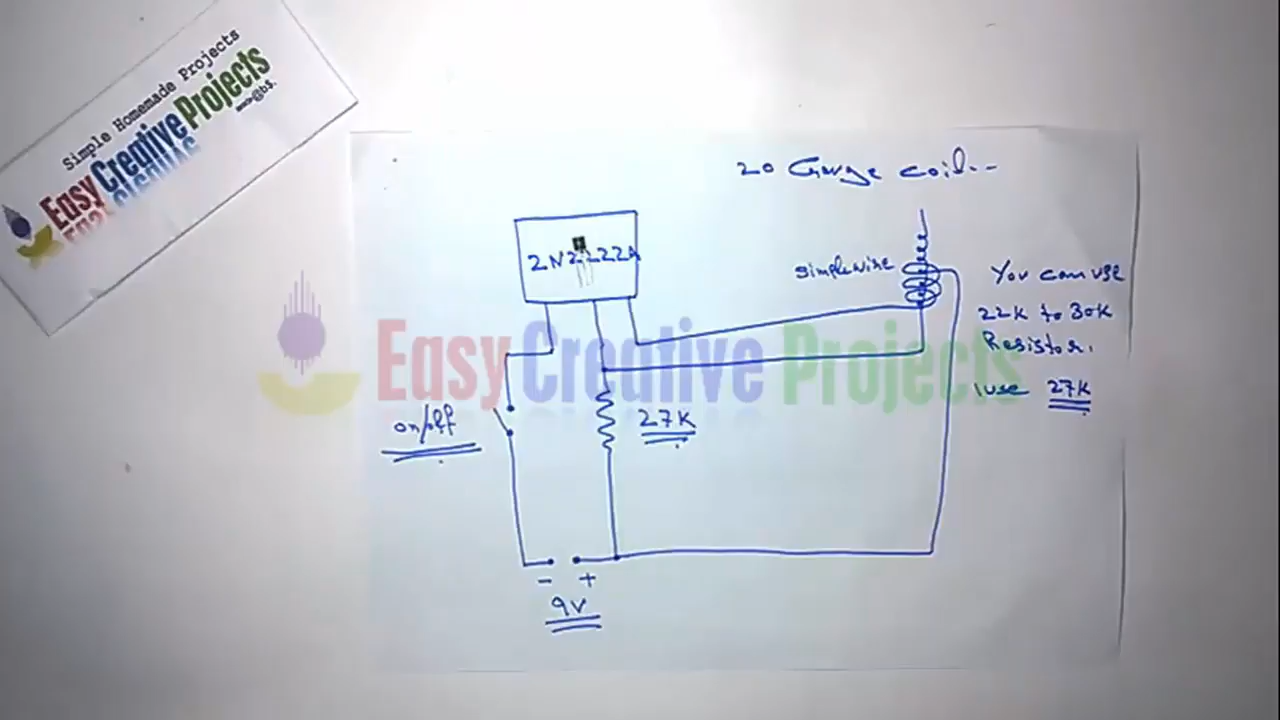 Simple Homemade Projects
Easy Creative Projects
20 Gauge coil..
2N2222A
simple wire
You can use
22K to 30K
Resistor.
I use 27K
on/off
27K
- +
9V
Easy Creative Projects